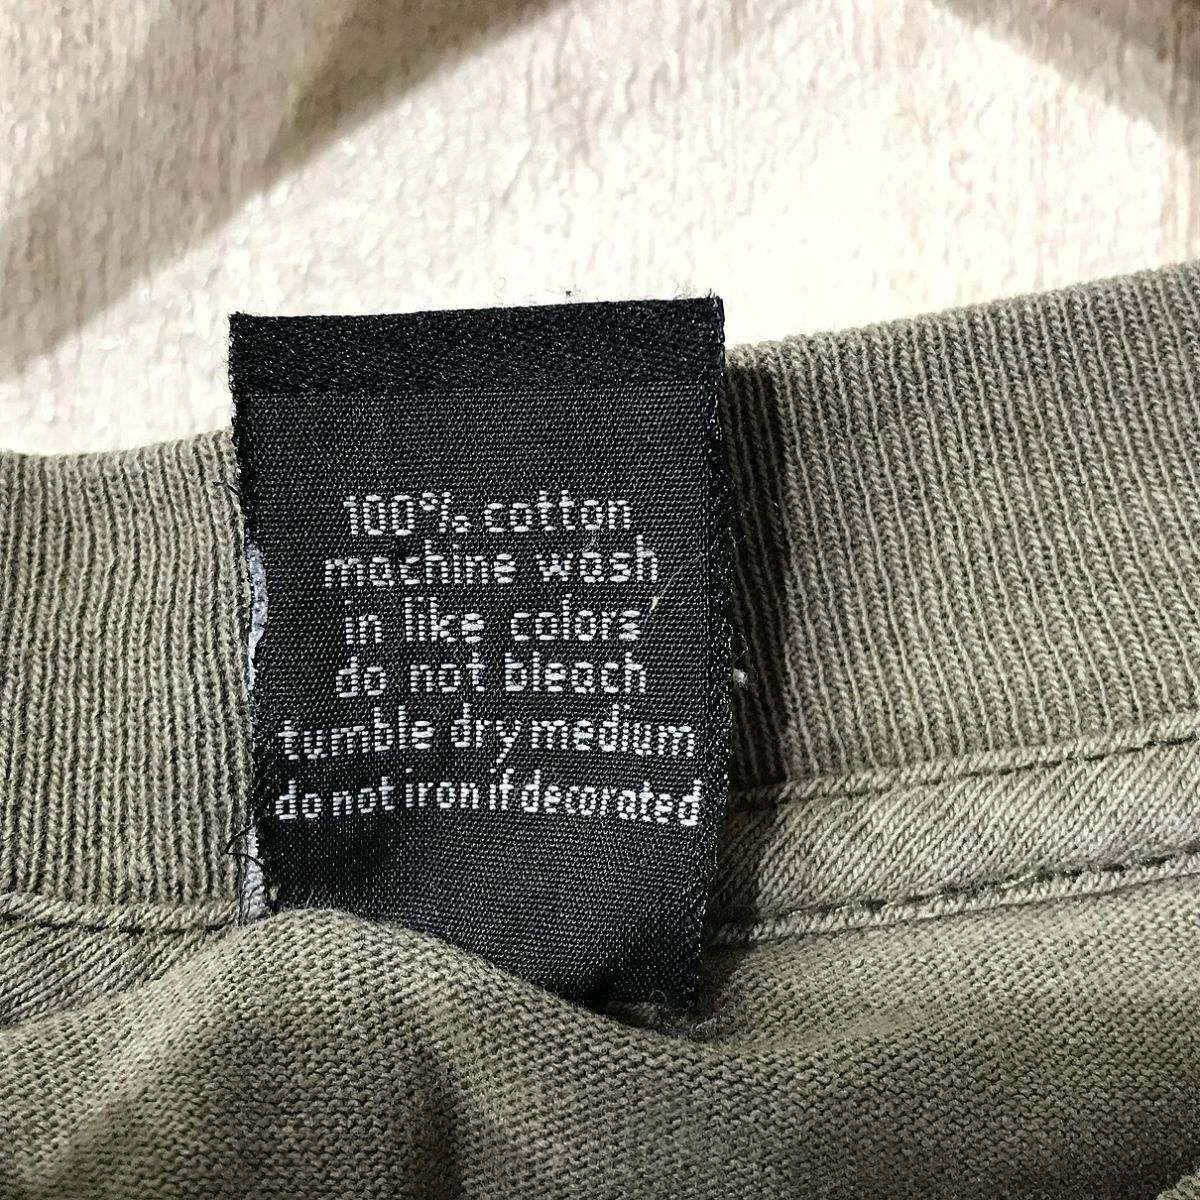 100% cotton
machine wash
in like colors
do not bleach
tumble dry medium
do not iron if decorated